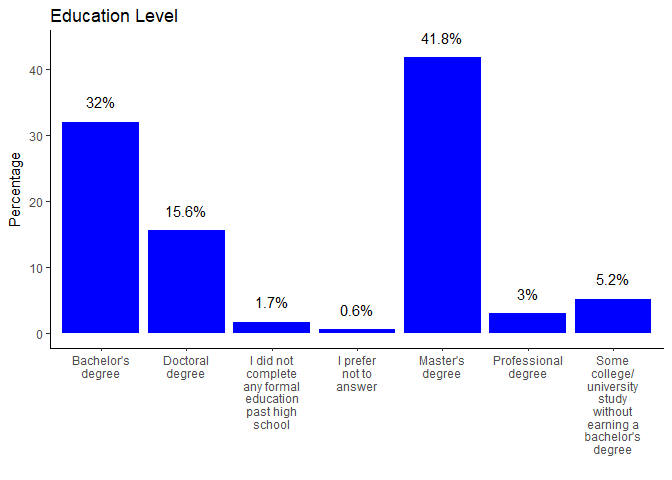 Education Level
41.8%
32%
15.6%
5.2%
3%
1.7%
0.6%
Percentage
40
30
20
10
0
Bachelor's
degree
Doctoral
degree
I did not
complete
any formal
education
past high
school
I prefer
not to
answer
Master's
degree
Professional
degree
Some
college/
university
study
without
earning a
bachelor's
degree